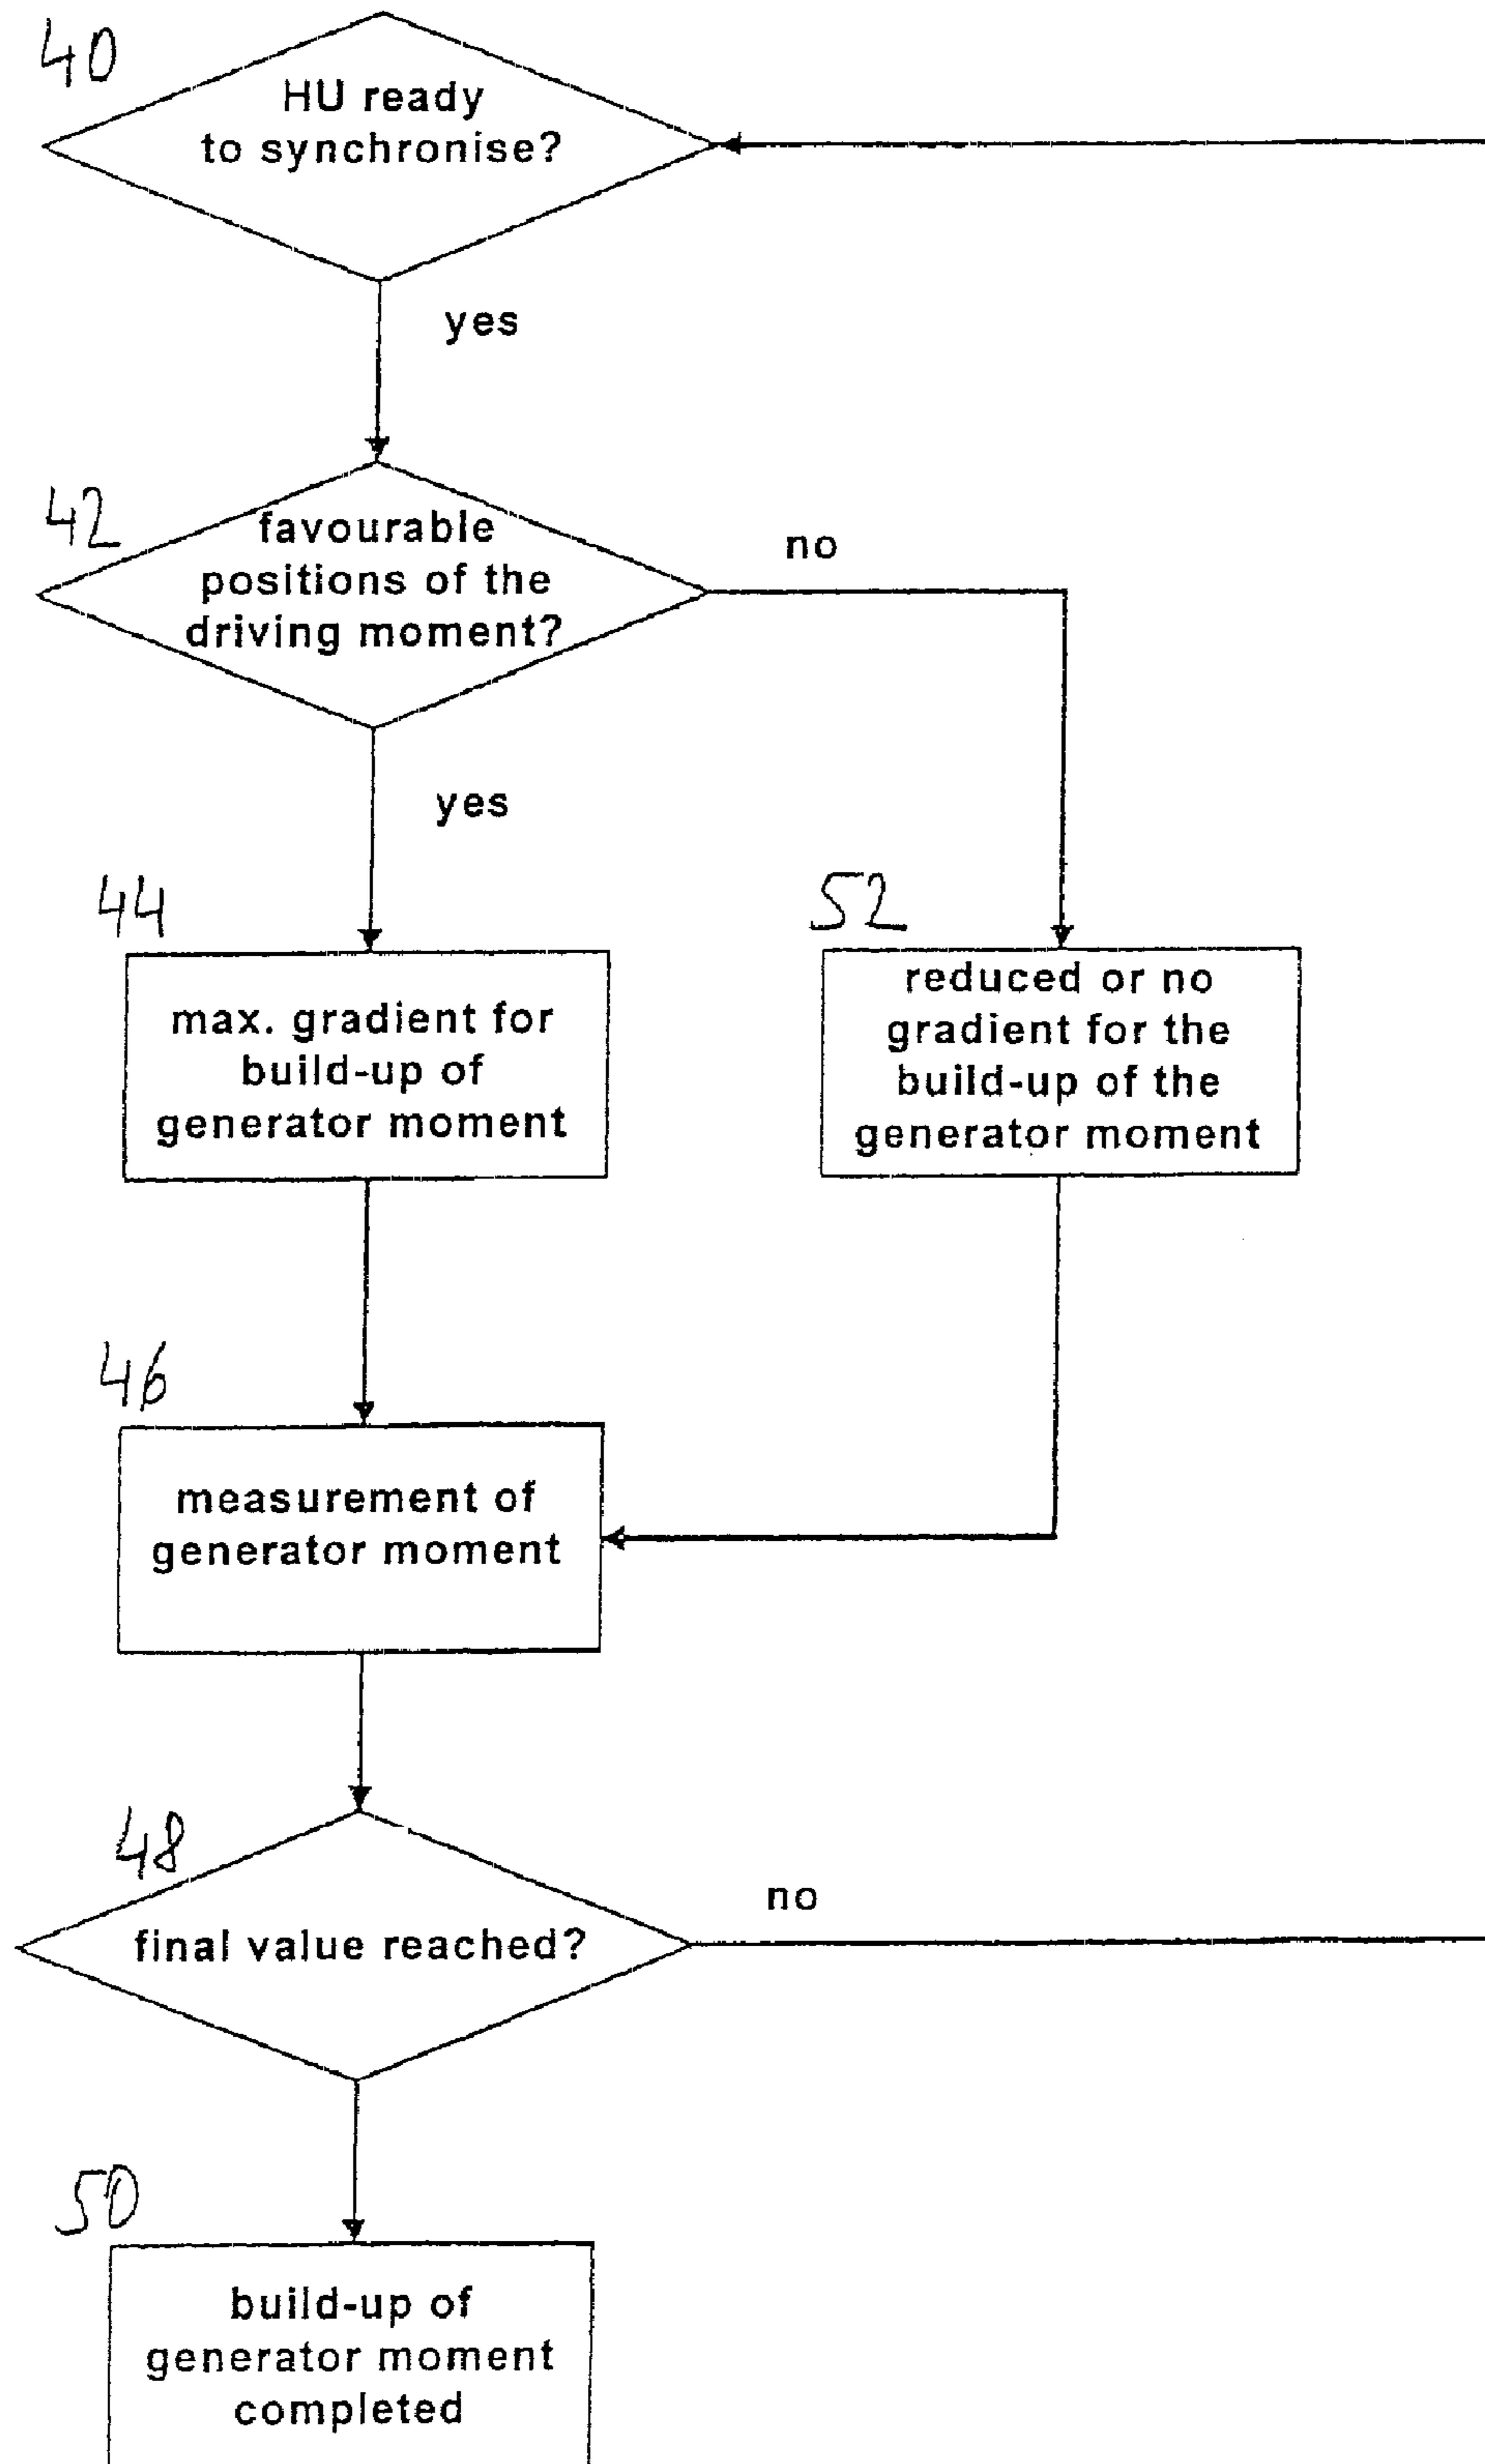 40
HU ready
to synchronise?
yes
42
favourable
positions of the
driving moment?
no
yes
44
max. gradient for
build-up of
generator moment
52
reduced or no
gradient for the
build-up of the
generator moment
46
measurement of
generator moment
48
final value reached?
no
50
build-up of
generator moment
completed